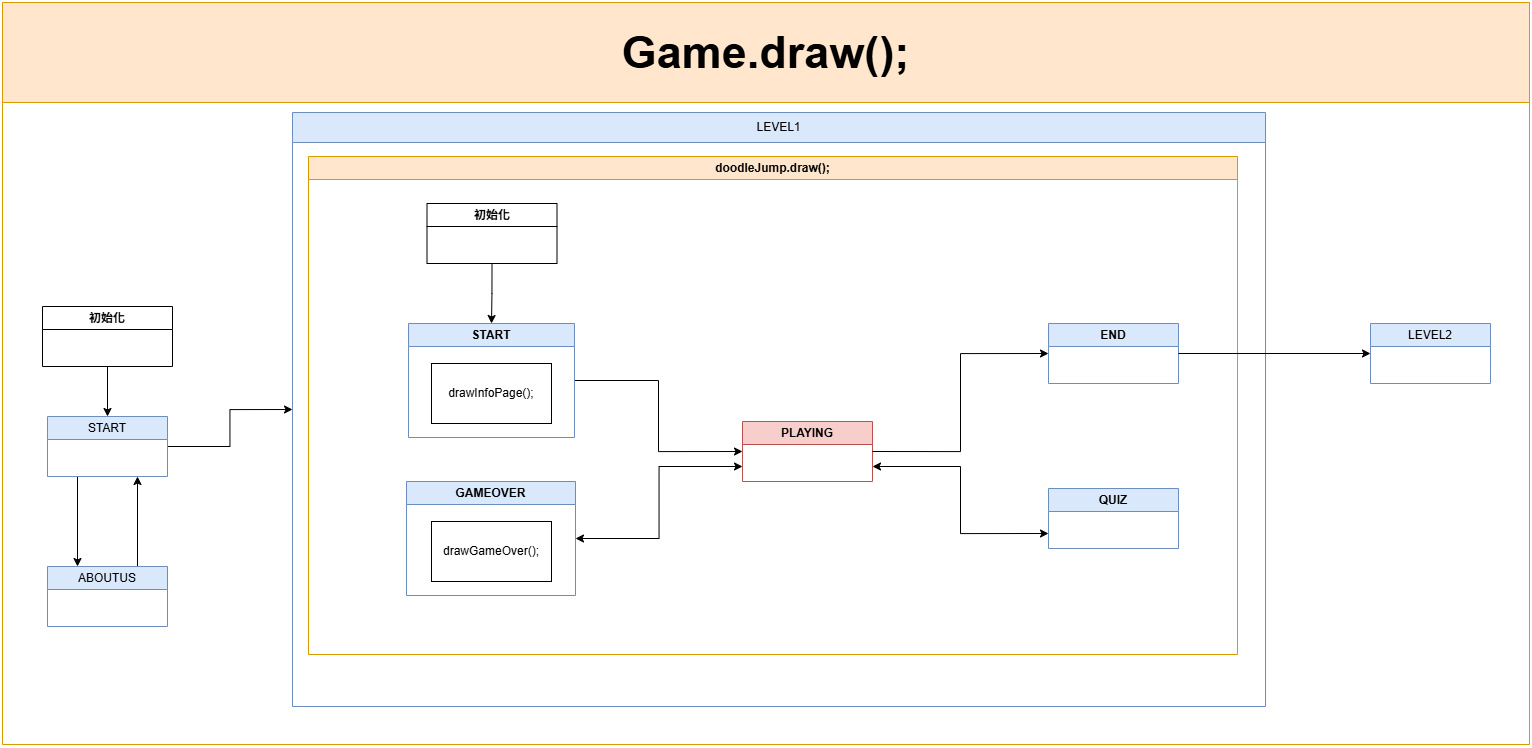 Game.draw();
LEVEL1
doodleJump.draw();
初始化
初始化
START
END
LEVEL2
drawInfoPage();
START
PLAYING
GAMEOVER
QUIZ
drawGameOver();
ABOUTUS